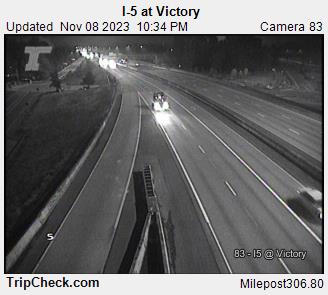 I-5 at Victory
Updated Nov 08 2023 10:34 PM Camera 83
T
S
83 - I5 @ Victory
TripCheck.com Milepost306.80